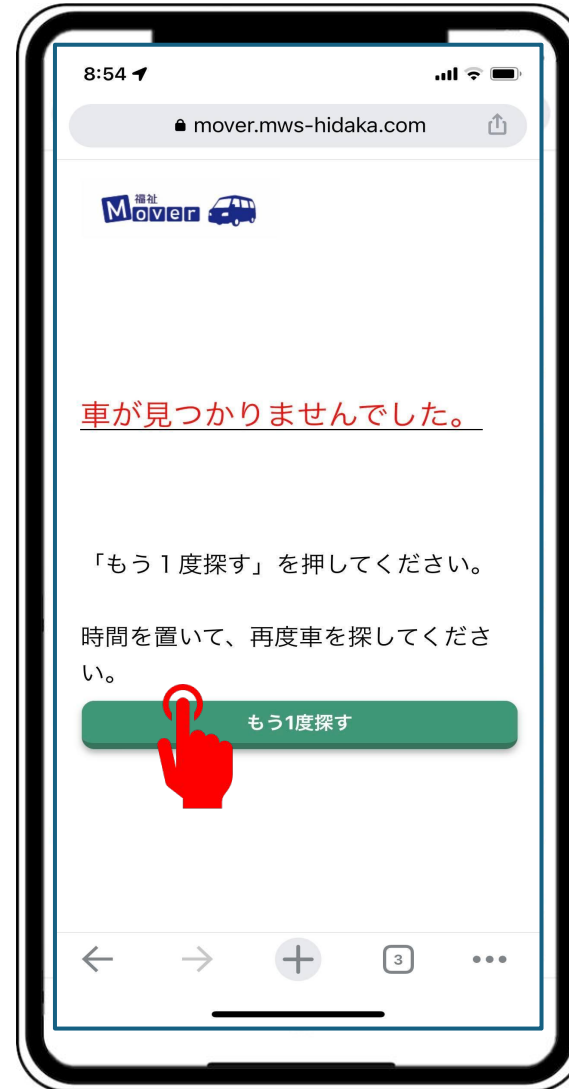 8:54
mover.mws-hidaka.com
福祉
Mover
車が見つかりませんでした。
「もう１度探す」を押してください。
時間を置いて、再度車を探してくださ
い。
もう1度探す
3